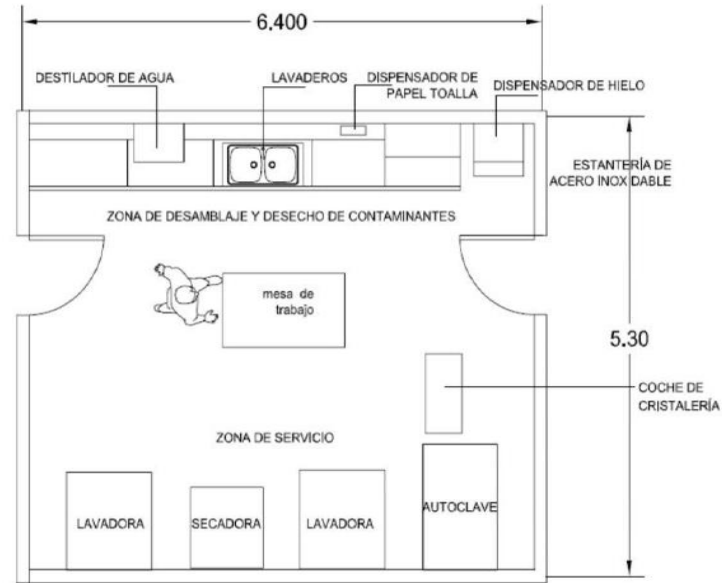 6.400
DESTILADOR DE AGUA
LAVADEROS
DISPENSADOR DE
PAPEL TOALLA
DISPENSADOR DE HIELO
ESTANTERÍA DE
ACERO INOX DABLE
ZONA DE DESAMBLAJE Y DESECHO DE CONTAMINANTES
mesa de
trabajo
5.30
COCHE DE
CRISTALERÍA
ZONA DE SERVICIO
LAVADORA
SECADORA
LAVADORA
AUTOCLAVE